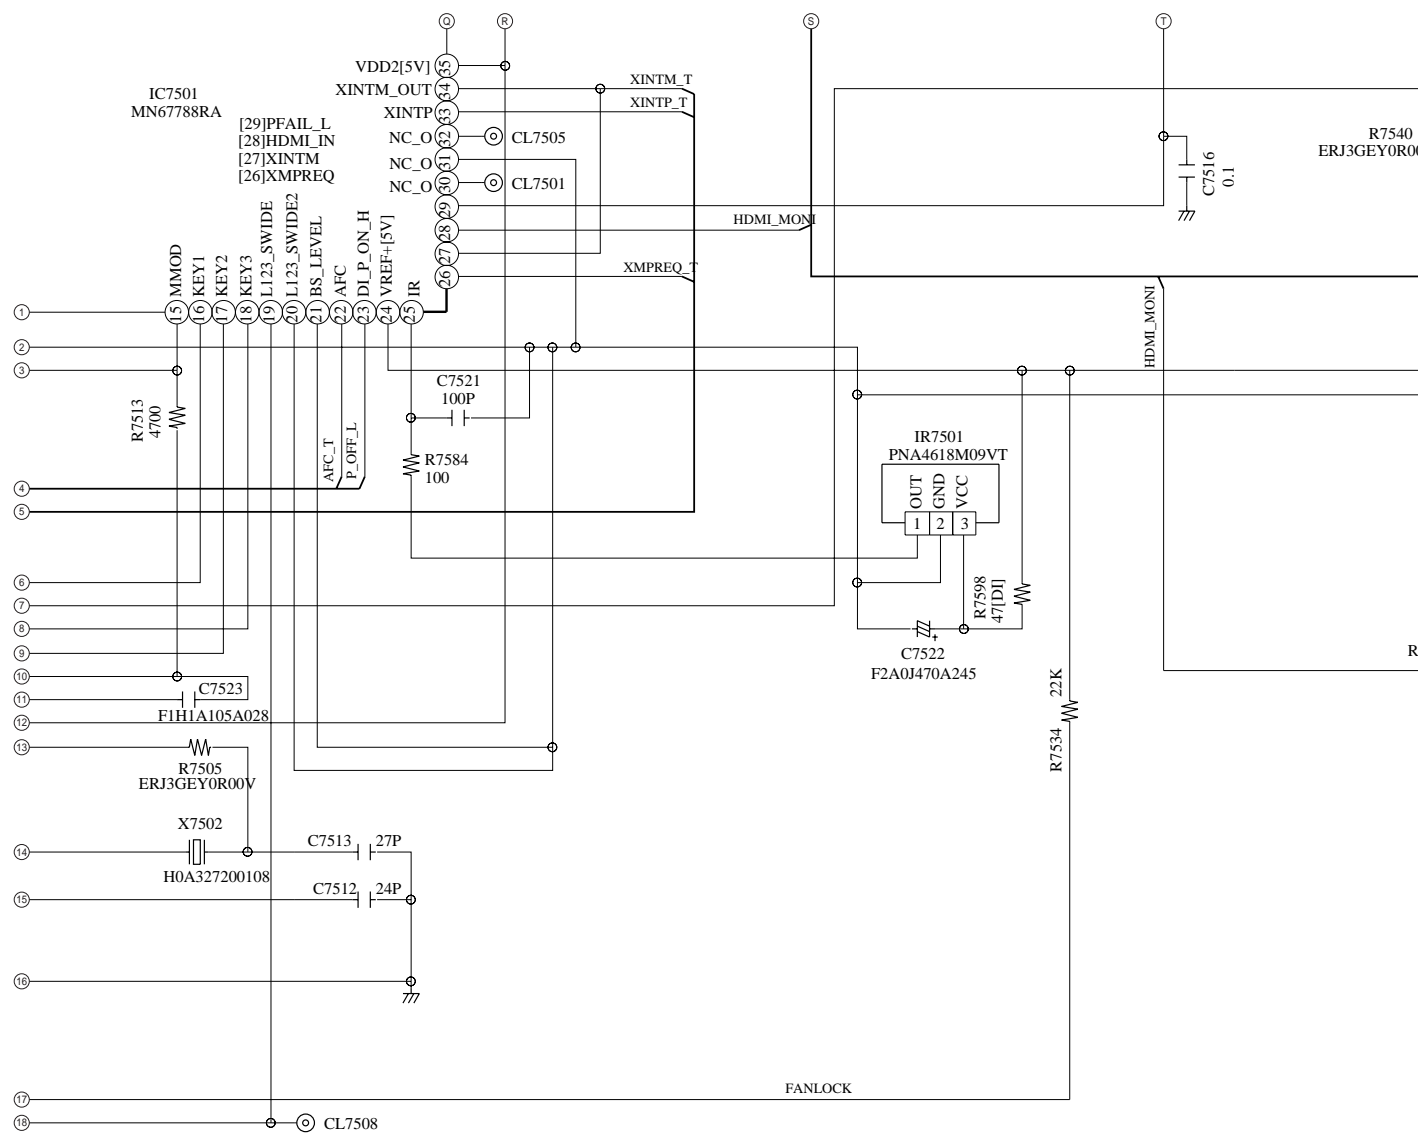 Q
R
S
T
IC7501
MN67788RA
[29]PFAIL_L
[28]HDMI_IN
[27]XINTM
[26]XMPREQ
VDD2[5V]
XINTM_OUT
XINTP
NC_O
NC_O
NC_O
35
34
33
32
31
30
29
28
27
26
XINTM_T
XINTP_T
CL7505
CL7501
HDMI_MONI
XMPREQ_T
C7516
0.1
R7540
ERJ3GEY0R00
HDMI_MONI
MMOD
KEY1
KEY2
KEY3
L123_SWIDE
L123_SWIDE2
BS_LEVEL
AFC
DI_P_ON_H
VREF+[5V]
IR
15
16
17
18
19
20
21
22
23
24
25
1
2
3
4
5
6
7
8
9
10
11
12
13
14
15
16
17
18
R7513
4700
C7521
100P
AFC_T
P_OFF_L
R7584
100
IR7501
PNA4618M09VT
OUT
GND
VCC
1 2 3
R7598
47[DI]
C7522
F2A0J470A245
R
22K
R7534
C7523
F1H1A105A028
R7505
ERJ3GEY0R00V
X7502
H0A327200108
C7513 27P
C7512 24P
FANLOCK
CL7508